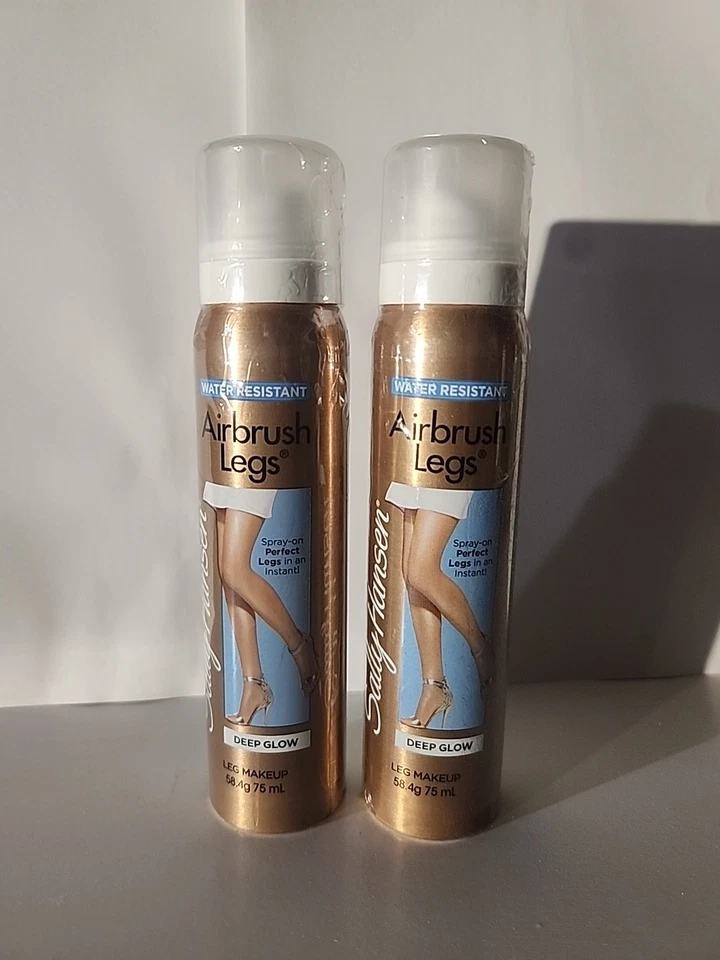 WATER RESISTANT
Airbrush
Legs®
Spray-on
Perfect
Legs in an
Instant!
Sally Hansen
DEEP GLOW
LEG MAKEUP
58.4g 75 mL
WATER RESISTANT
Airbrush
Legs®
Spray-on
Perfect
Legs in an
Instant!
Sally Hansen®
DEEP GLOW
LEG MAKEUP
58.4g 75 mL